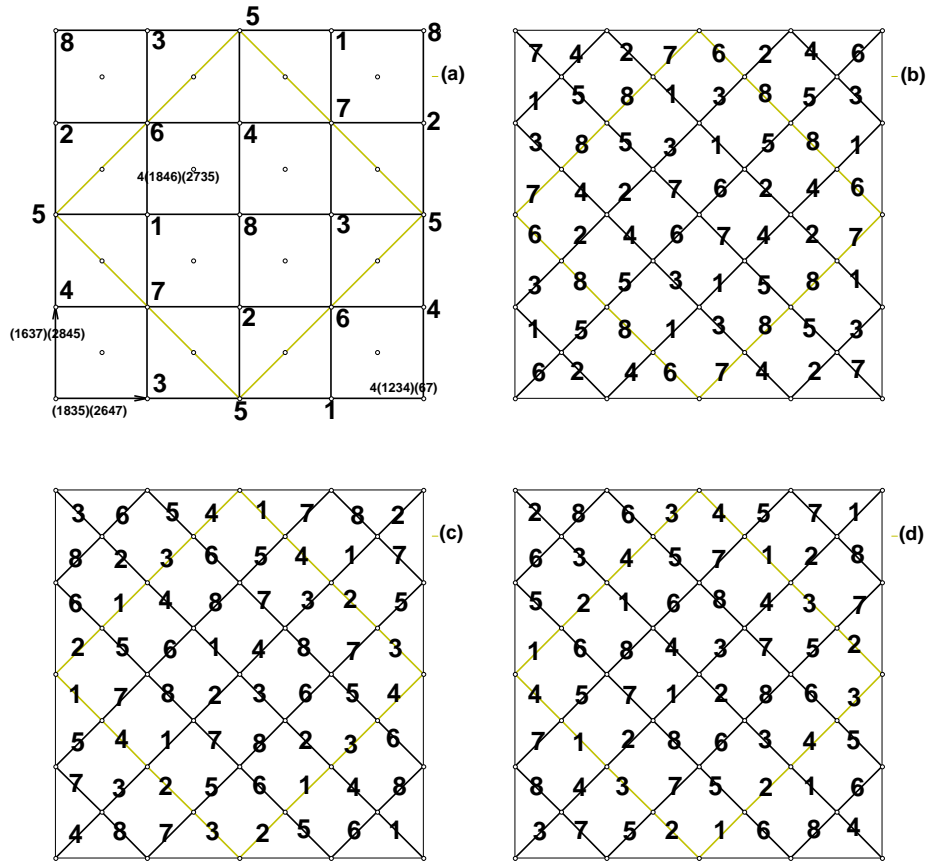 5
8 3 1 8
(a)
7
2 6 4 2
4(1846)(2735)
5 1 8 3 5
4 7 2 6 4
(1637)(2845)
3 4(1234)(67)
(1835)(2647) 5 1
7 4 2 7 6 2 4 6
(b)
1 5 8 1 3 8 5 3
3 8 5 3 1 5 8 1
7 4 2 7 6 2 4 6
6 2 4 6 7 4 2 7
3 8 5 3 1 5 8 1
1 5 8 1 3 8 5 3
6 2 4 6 7 4 2 7
3 6 5 4 1 7 8 2
(c)
8 2 3 6 5 4 1 7
6 1 4 8 7 3 2 5
2 5 6 1 4 8 7 3
1 7 8 2 3 6 5 4
5 4 1 7 8 2 3 6
7 3 2 5 6 1 4 8
4 8 7 3 2 5 6 1
2 8 6 3 4 5 7 1
(d)
6 3 4 5 7 1 2 8
5 2 1 6 8 4 3 7
1 6 8 4 3 7 5 2
4 5 7 1 2 8 6 3
7 1 2 8 6 3 4 5
8 4 3 7 5 2 1 6
3 7 5 2 1 6 8 4